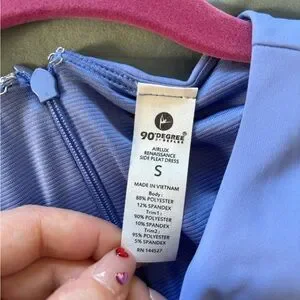 90°DEGREE
BY REFLEX
AIRLUX
RENAISSANCE
SIDE PLEAT DRESS
S
MADE IN VIETNAM
Body:
88% POLYESTER
12% SPANDEX
Trim1:
90% POLYESTER
10% SPANDEX
Trim2:
95% POLYESTER
5% SPANDEX
RN 144527